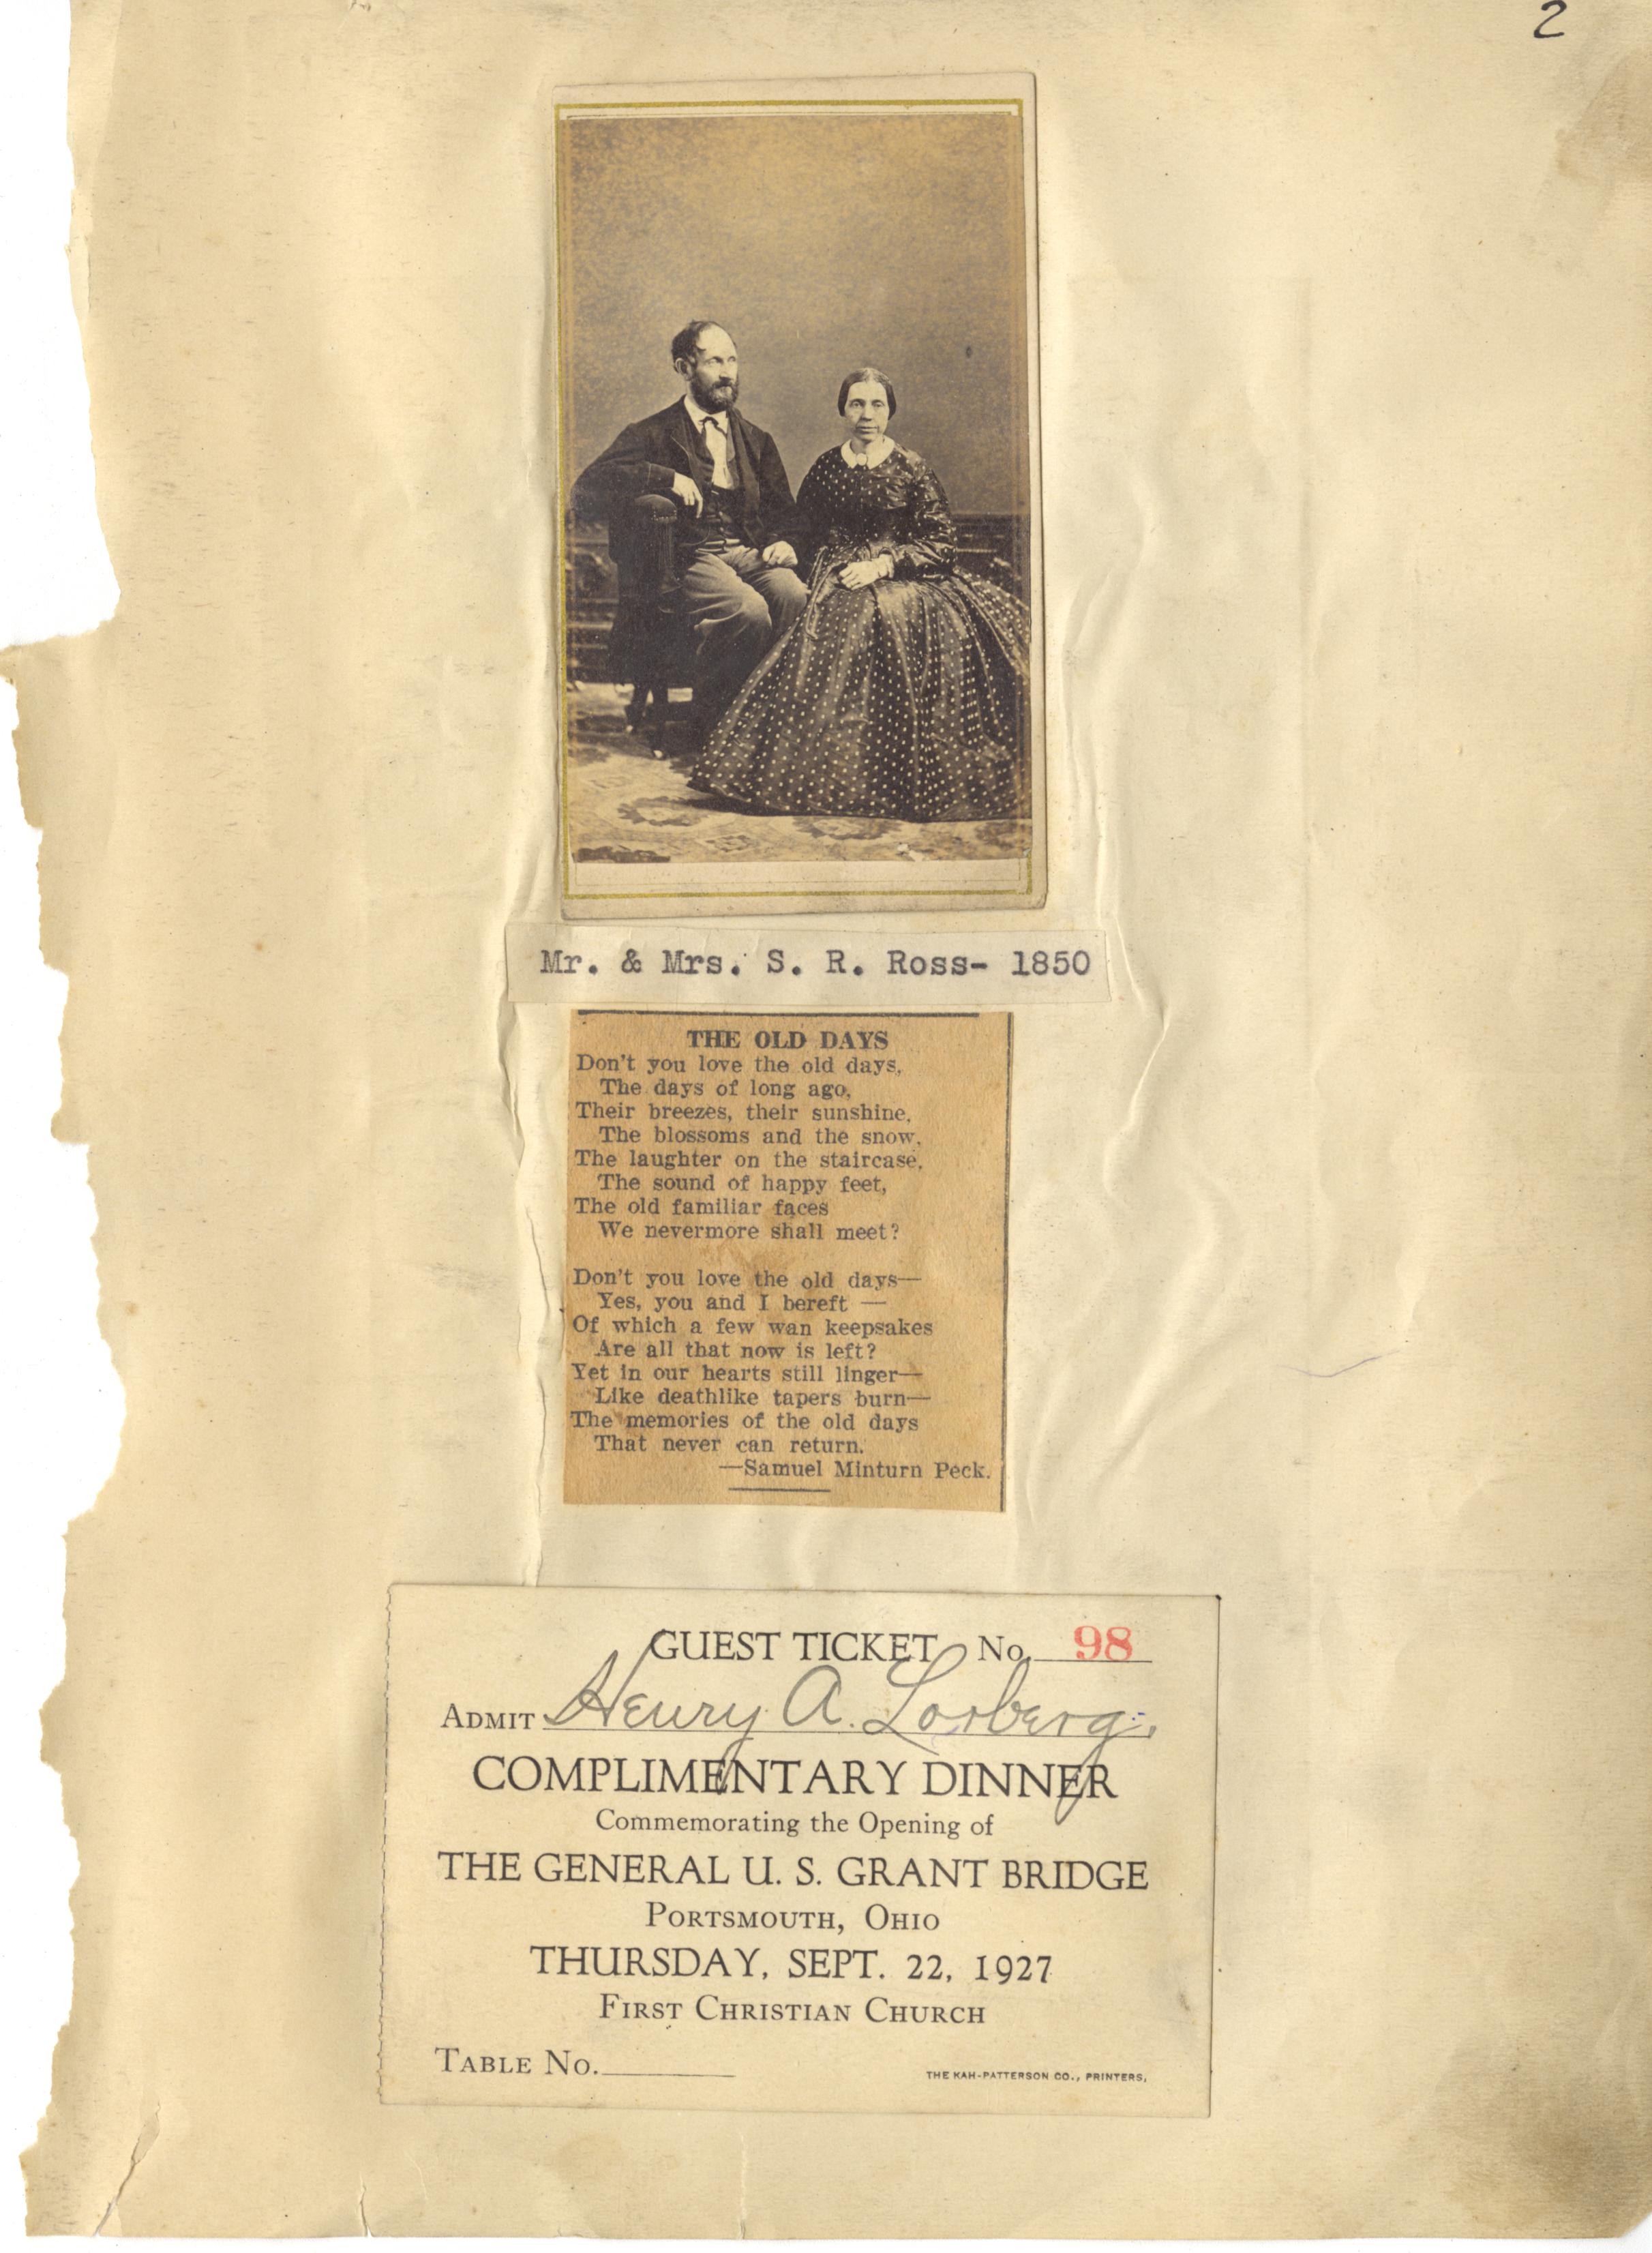 2
Mr. & Mrs. S. R. Ross- 1850
THE OLD DAYS
Don't you love the old days,
The days of long ago,
Their breezes, their sunshine,
The blossoms and the snow,
The laughter on the staircase,
The sound of happy feet,
The old familiar faces
We nevermore shall meet?
Don't you love the old days—
Yes, you and I bereft —
Of which a few wan keepsakes
Are all that now is left?
Yet in our hearts still linger—
Like deathlike tapers burn—
The memories of the old days
That never can return.
—Samuel Minturn Peck.
GUEST TICKET No. 98
ADMIT Henry A. Lorberg.
COMPLIMENTARY DINNER
Commemorating the Opening of
THE GENERAL U. S. GRANT BRIDGE
PORTSMOUTH, OHIO
THURSDAY, SEPT. 22, 1927
FIRST CHRISTIAN CHURCH
TABLE No.
THE KAH-PATTERSON CO., PRINTERS,